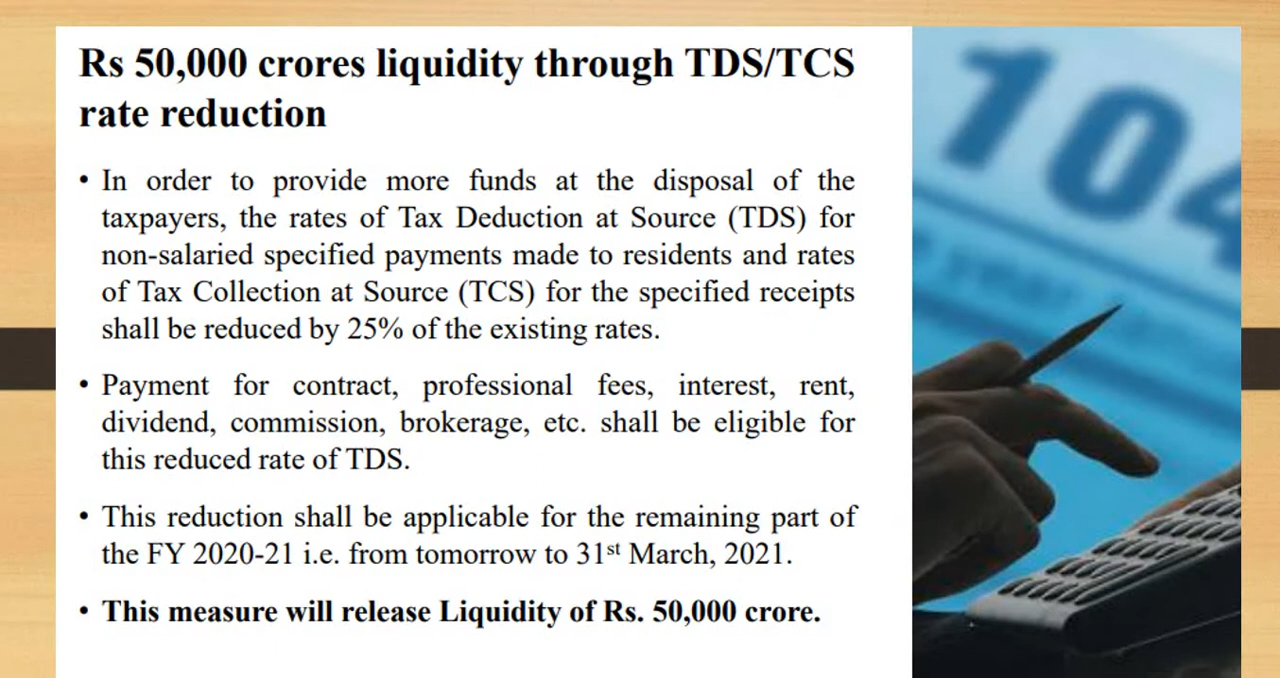 Rs 50,000 crores liquidity through TDS/TCS
rate reduction
• In order to provide more funds at the disposal of the
taxpayers, the rates of Tax Deduction at Source (TDS) for
non-salaried specified payments made to residents and rates
of Tax Collection at Source (TCS) for the specified receipts
shall be reduced by 25% of the existing rates.
• Payment for contract, professional fees, interest, rent,
dividend, commission, brokerage, etc. shall be eligible for
this reduced rate of TDS.
• This reduction shall be applicable for the remaining part of
the FY 2020-21 i.e. from tomorrow to 31st March, 2021.
• This measure will release Liquidity of Rs. 50,000 crore.
104